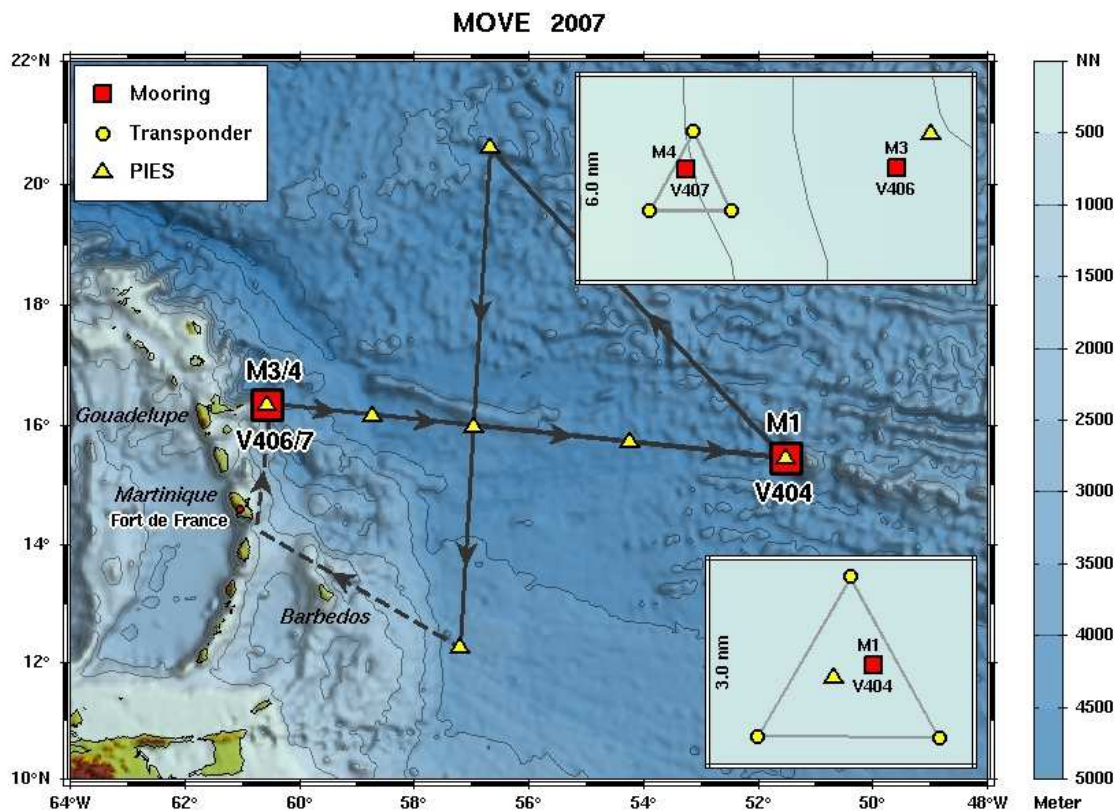 MOVE 2007
22°N
20°
18°
16°
14°
12°
10°N
64°W
62°
60°
58°
56°
54°
52°
50°
48°W
Mooring
Transponder
PIES
6.0 nm
M4
V407
M3
V406
M3/4
V406/7
Gouadelupe
Martinique
Fort de France
Barbedos
M1
V404
3.0 nm
M1
V404
NN
500
1000
1500
2000
2500
3000
3500
4000
4500
5000
Meter